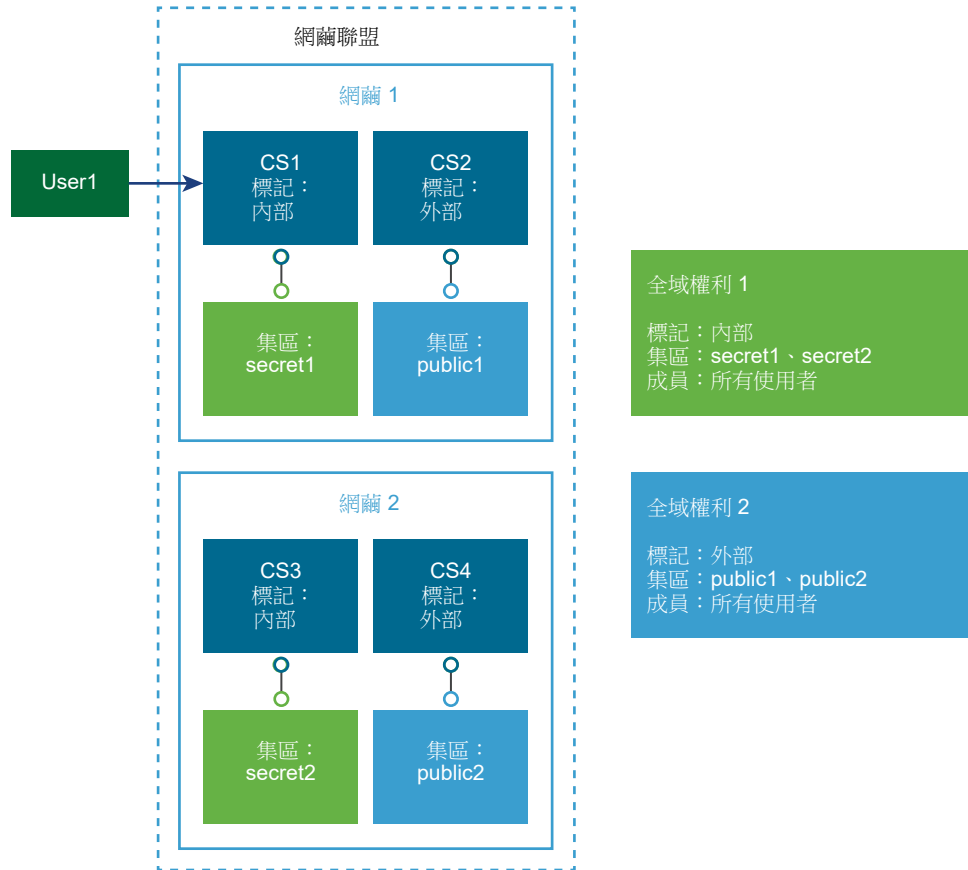 網繭聯盟
網繭 1
User1
CS1
標記：
內部
CS2
標記：
外部
集區：
secret1
集區：
public1
全域權利 1
標記：內部
集區：secret1、secret2
成員：所有使用者
網繭 2
CS3
標記：
內部
CS4
標記：
外部
集區：
secret2
集區：
public2
全域權利 2
標記：外部
集區：public1、public2
成員：所有使用者